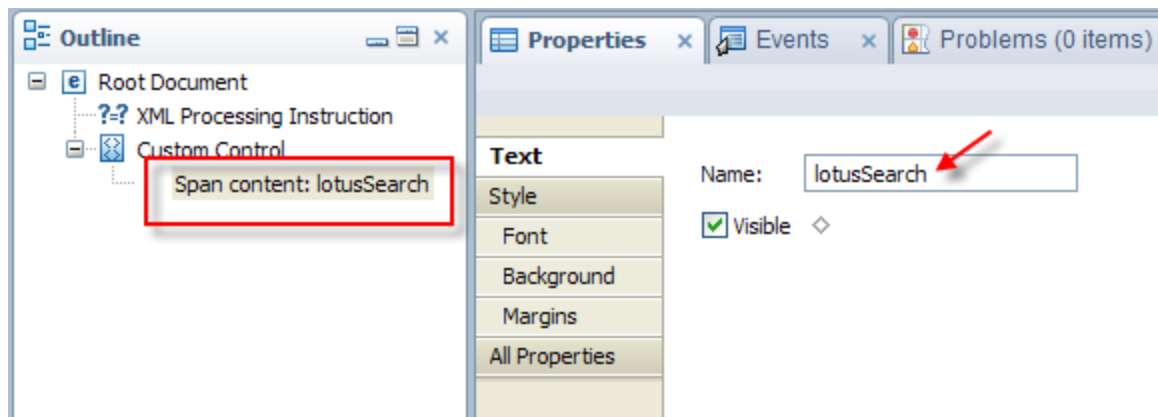 Outline
Root Document
?=? XML Processing Instruction
Custom Control
Span content: lotusSearch
Properties
Events
Problems (0 items)
Text
Style
Font
Background
Margins
All Properties
Name: lotusSearch
Visible